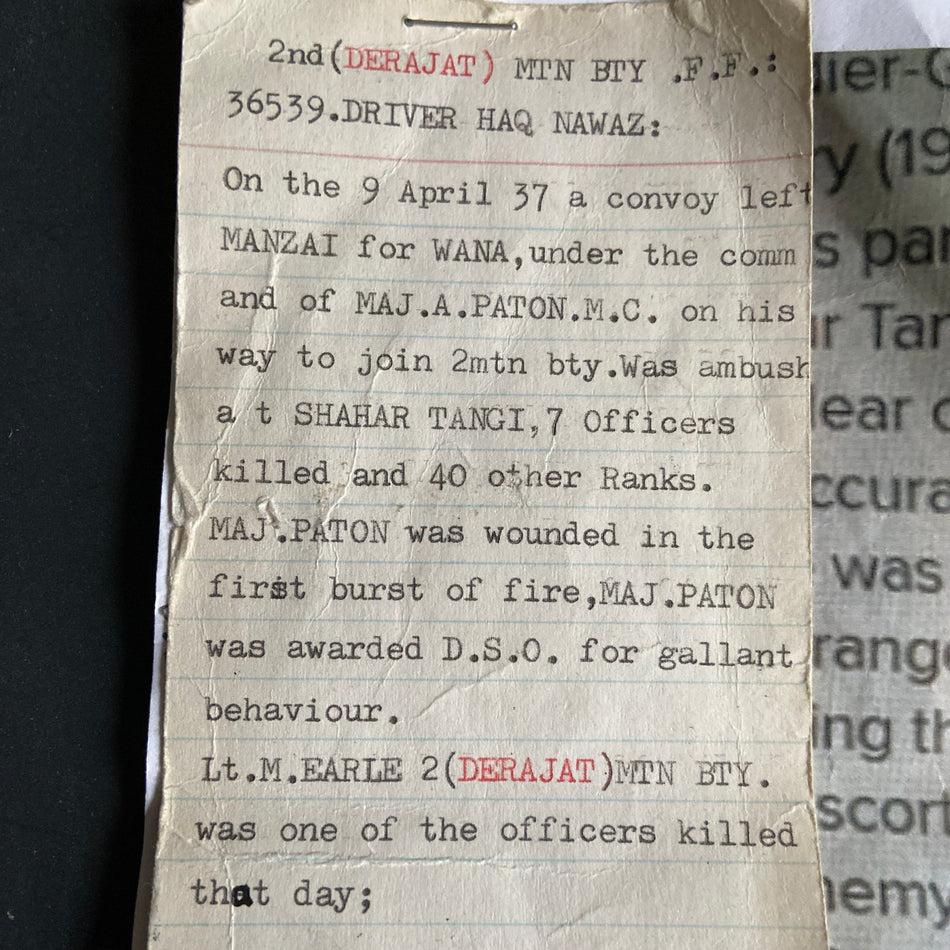 2nd(DERAJAT) MTN BTY .F.F.:
36539.DRIVER HAQ NAWAZ:
On the 9 April 37 a convoy left
MANZAI for WANA,under the comm
and of MAJ.A.PATON.M.C. on his
way to join 2mtn bty.Was ambush
a t SHAHAR TANGI,7 Officers
killed and 40 other Ranks.
MAJ.PATON was wounded in the
first burst of fire,MAJ.PATON
was awarded D.S.O. for gallant
behaviour.
Lt.M.EARLE 2(DERAJAT)MTN BTY.
was one of the officers killed
that day;
lier-G
y (19
s par
r Tan
lear
ccura
was
range
ing th
scor
nemy